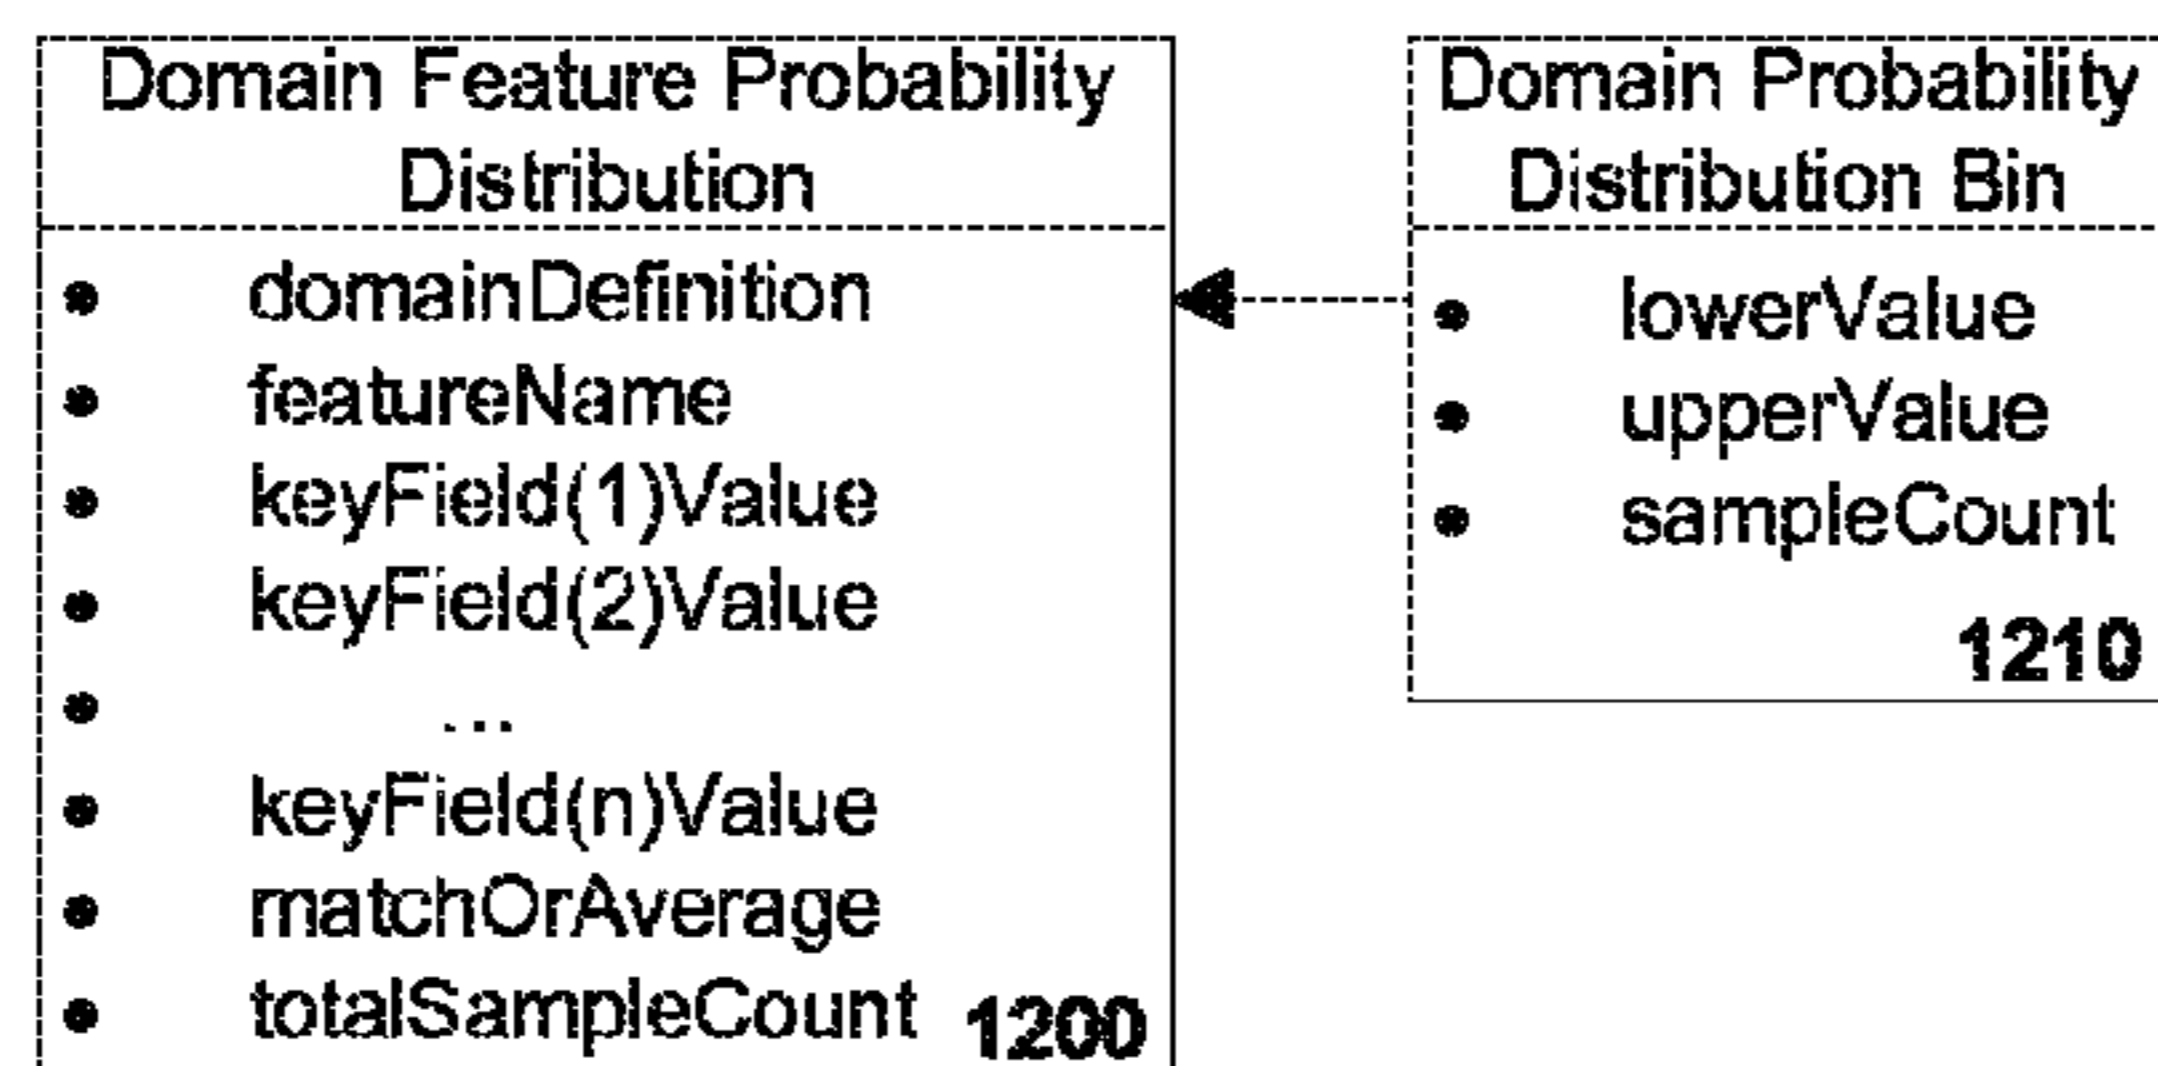 Domain Feature Probability
Distribution
• domainDefinition
• featureName
• keyField(1)Value
• keyField(2)Value
• ...
• keyField(n)Value
• matchOrAverage
• totalSampleCount 1200
Domain Probability
Distribution Bin
• lowerValue
• upperValue
• sampleCount
1210